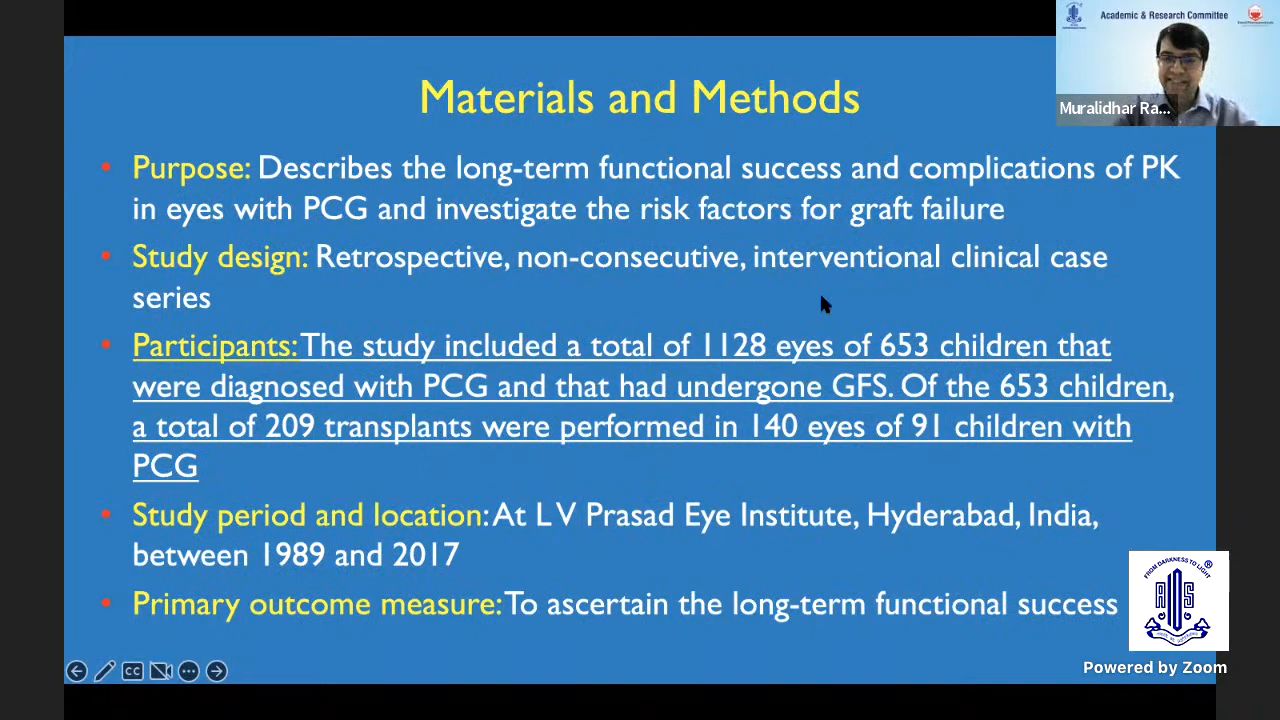 Academic & Research Committee
Muralidhar Ra...
Materials and Methods
• Purpose: Describes the long-term functional success and complications of PK
in eyes with PCG and investigate the risk factors for graft failure
• Study design: Retrospective, non-consecutive, interventional clinical case
series
• Participants: The study included a total of 1128 eyes of 653 children that
were diagnosed with PCG and that had undergone GFS. Of the 653 children,
a total of 209 transplants were performed in 140 eyes of 91 children with
PCG
• Study period and location: At L V Prasad Eye Institute, Hyderabad, India,
between 1989 and 2017
• Primary outcome measure: To ascertain the long-term functional success
FROM DARKNESS TO LIGHT
®
AIOS
CC
Powered by Zoom